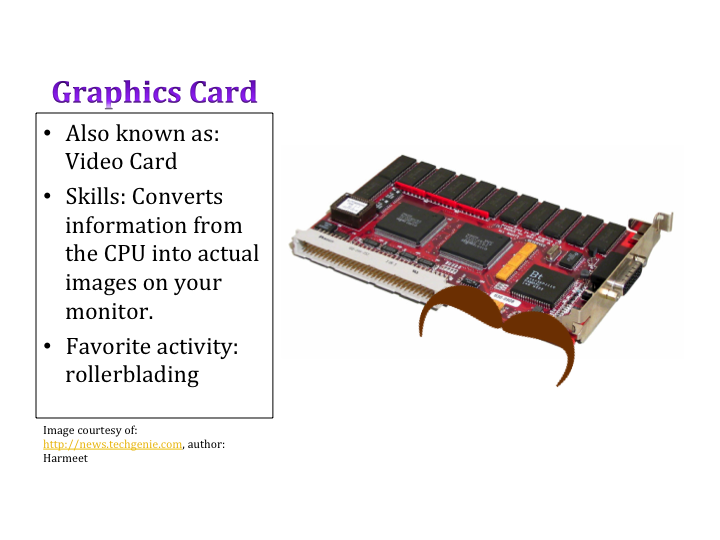 Graphics Card
• Also known as:
Video Card
• Skills: Converts
information from
the CPU into actual
images on your
monitor.
• Favorite activity:
rollerblading
Image courtesy of:
http://news.techgenie.com, author:
Harmeet
Bt